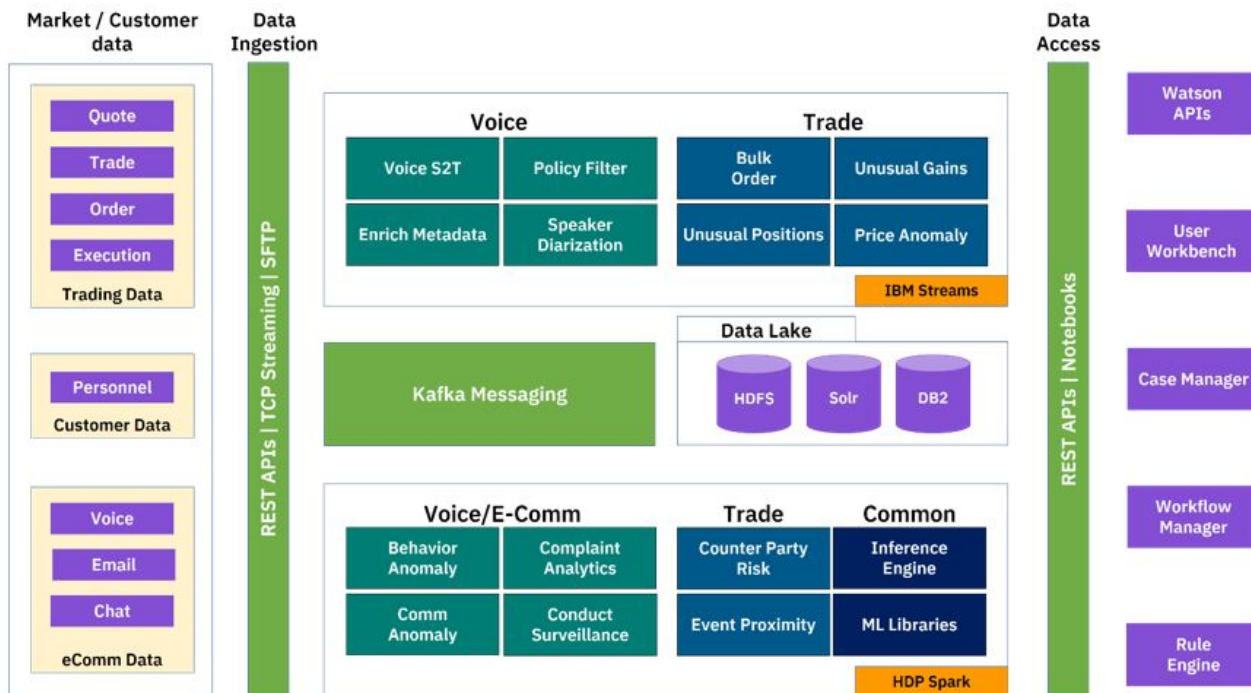 Market / Customer
data
Quote
Trade
Order
Execution
Trading Data
Personnel
Customer Data
Voice
Email
Chat
eComm Data
Data
Ingestion
REST APIs | TCP Streaming | SFTP
Voice
Voice S2T
Policy Filter
Enrich Metadata
Speaker
Diarization
Trade
Bulk
Order
Unusual Gains
Unusual Positions
Price Anomaly
IBM Streams
Kafka Messaging
Data Lake
HDFS
Solr
DB2
Voice/E-Comm
Behavior
Anomaly
Complaint
Analytics
Comm
Anomaly
Conduct
Surveillance
Trade
Counter Party
Risk
Event Proximity
Common
Inference
Engine
ML Libraries
HDP Spark
Data
Access
REST APIs | Notebooks
Watson
APIs
User
Workbench
Case Manager
Workflow
Manager
Rule
Engine